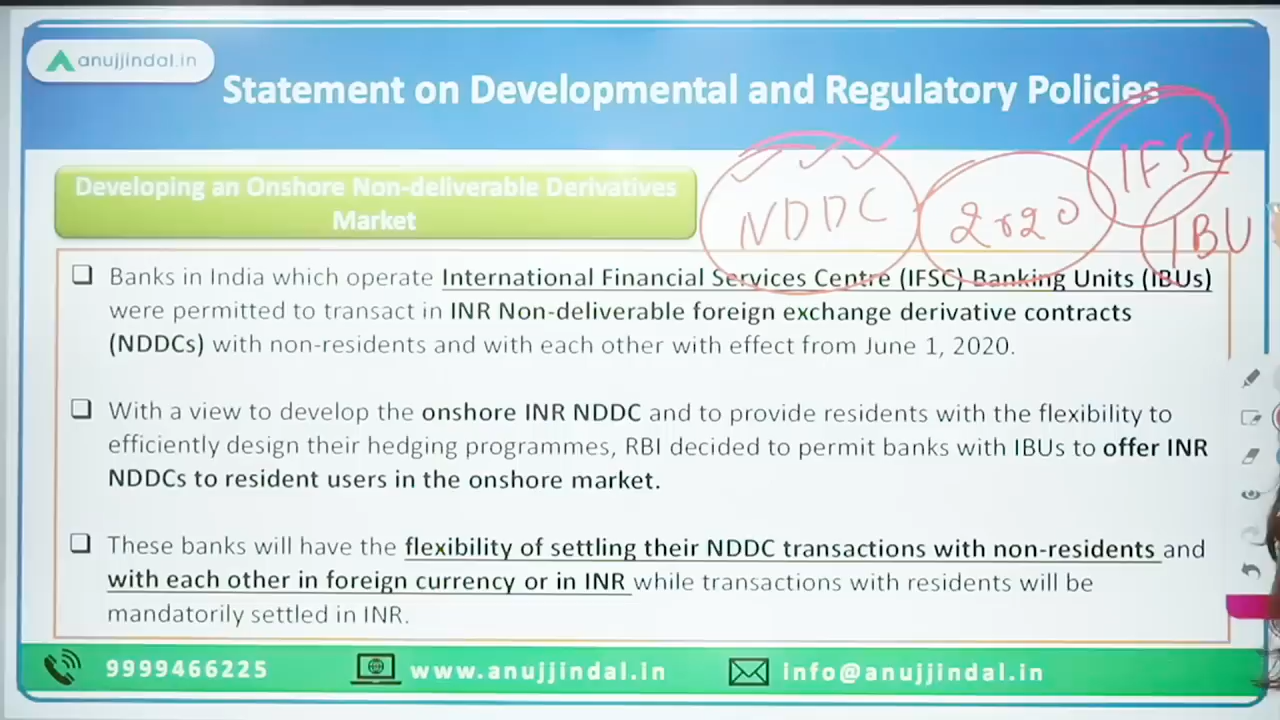 anujjindal.in
Statement on Developmental and Regulatory Policies
IFSC
Developing an Onshore Non-deliverable Derivatives
Market
NDDC
2020
IBU
Banks in India which operate International Financial Services Centre (IFSC) Banking Units (IBUs)
were permitted to transact in INR Non-deliverable foreign exchange derivative contracts
(NDDCs) with non-residents and with each other with effect from June 1, 2020.
With a view to develop the onshore INR NDDC and to provide residents with the flexibility to
efficiently design their hedging programmes, RBI decided to permit banks with IBUs to offer INR
NDDCs to resident users in the onshore market.
These banks will have the flexibility of settling their NDDC transactions with non-residents and
with each other in foreign currency or in INR while transactions with residents will be
mandatorily settled in INR.
9999466225
www.anujjindal.in
info@anujjindal.in